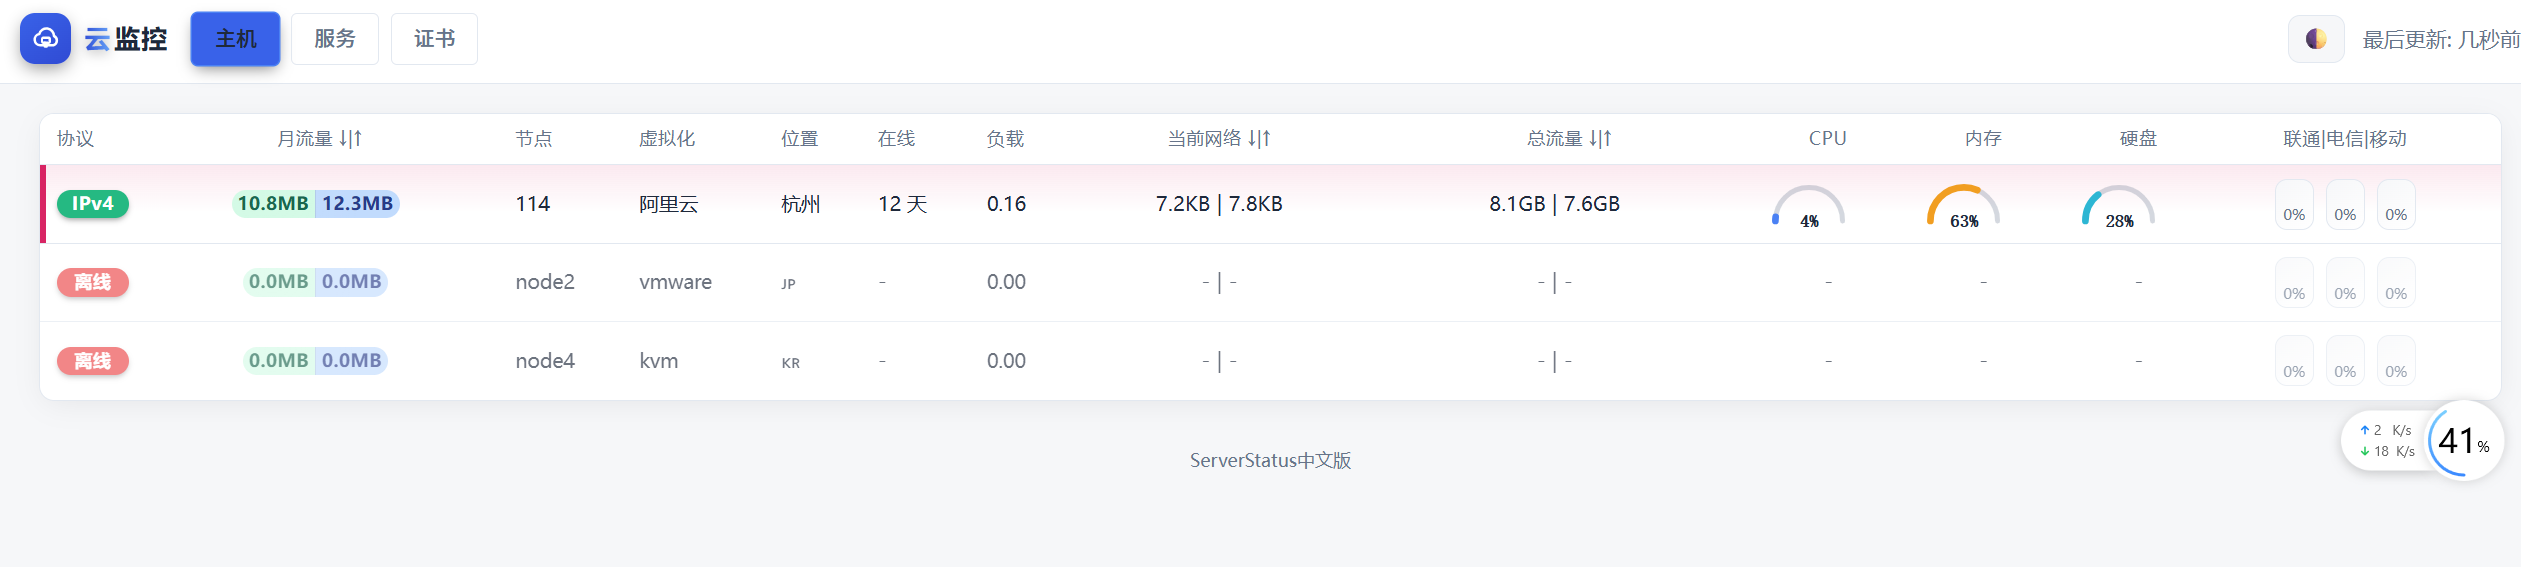 云监控 主机 服务 证书 最后更新: 几秒前
协议 月流量 ↓|↑ 节点 虚拟化 位置 在线 负载 当前网络 ↓|↑ 总流量 ↓|↑ CPU 内存 硬盘 联通|电信|移动
IPv4 10.8MB 12.3MB 114 阿里云 杭州 12 天 0.16 7.2KB | 7.8KB 8.1GB | 7.6GB 4% 63% 28% 0% 0% 0%
离线 0.0MB 0.0MB node2 vmware JP - 0.00 - | - - | - - - - 0% 0% 0%
离线 0.0MB 0.0MB node4 kvm KR - 0.00 - | - - | - - - - 0% 0% 0%
↑ 2 K/s
↓ 18 K/s
41%
ServerStatus中文版